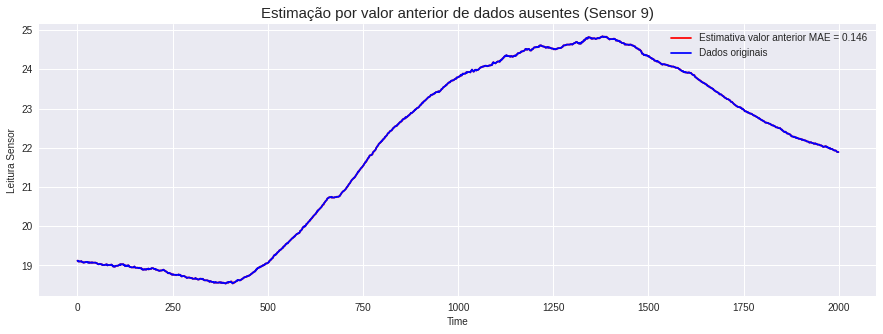 Estimação por valor anterior de dados ausentes (Sensor 9)
Estimativa valor anterior MAE = 0.146
Dados originais
Leitura Sensor
25
24
23
22
21
20
19
0 250 500 750 1000 1250 1500 1750 2000
Time